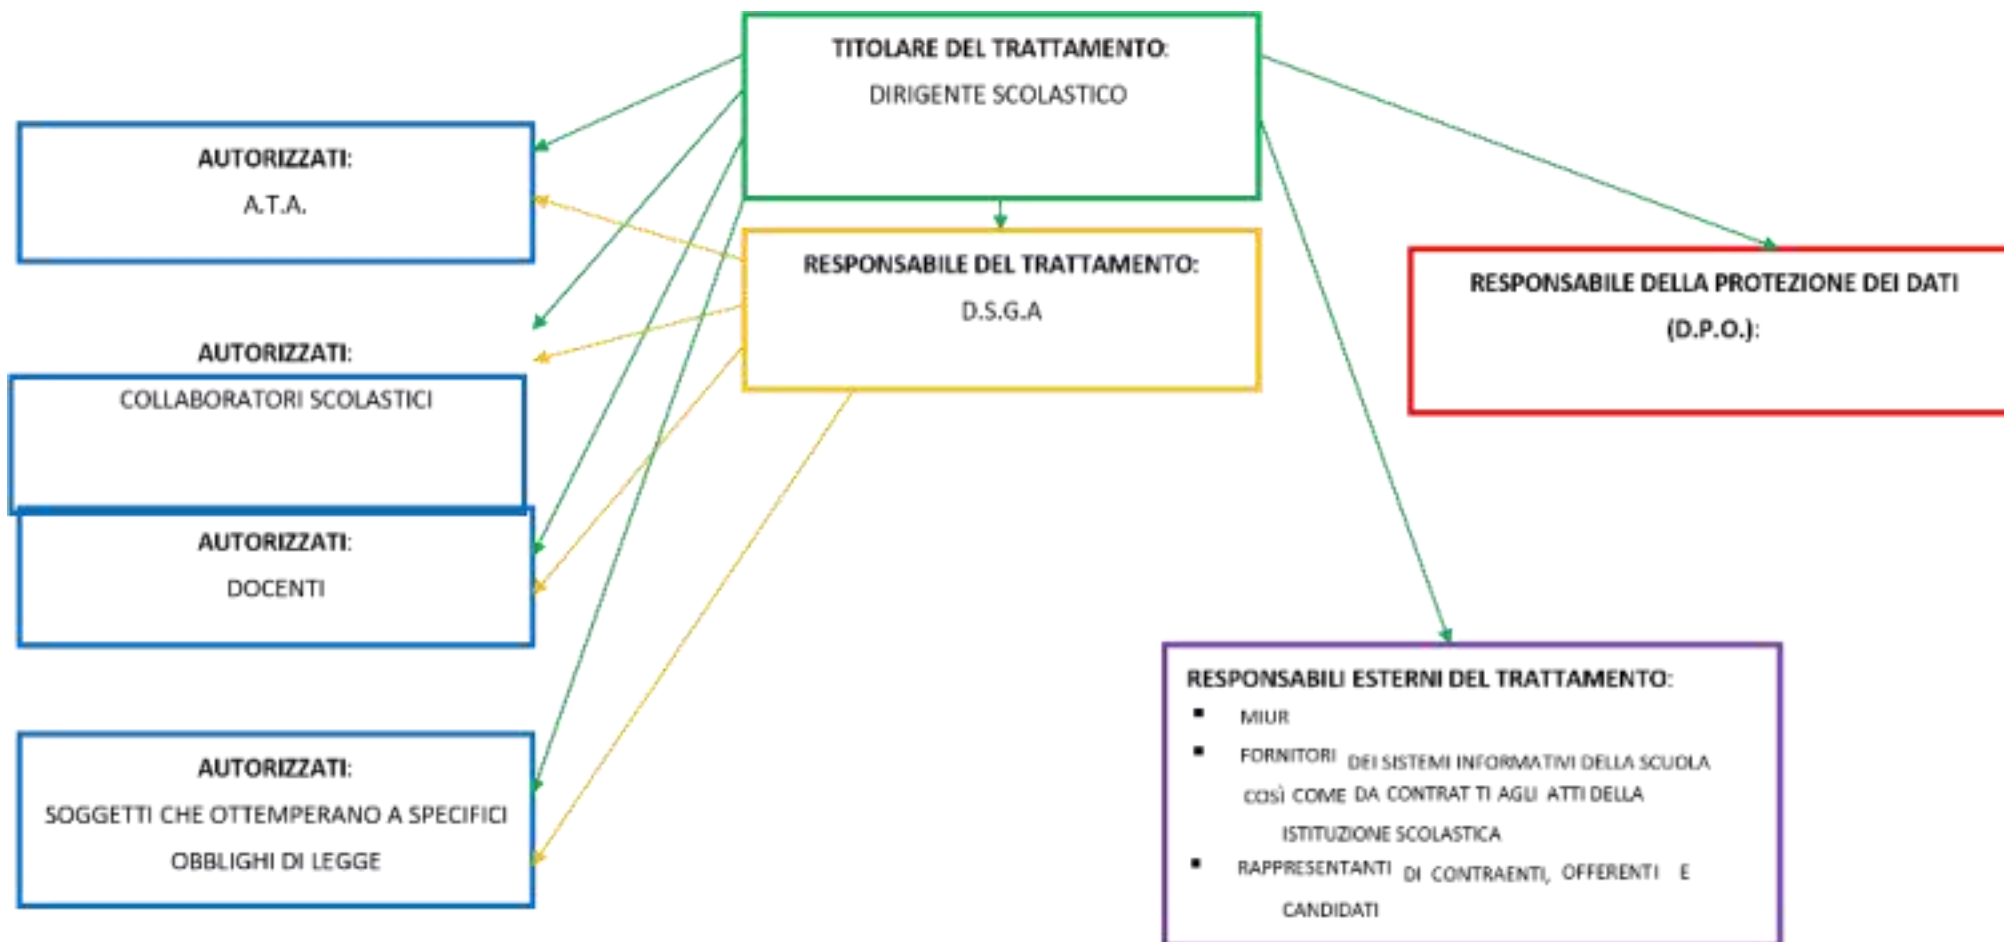 TITOLARE DEL TRATTAMENTO:
DIRIGENTE SCOLASTICO
AUTORIZZATI:
A.T.A.
RESPONSABILE DEL TRATTAMENTO:
D.S.G.A
RESPONSABILE DELLA PROTEZIONE DEI DATI
(D.P.O.):
AUTORIZZATI:
COLLABORATORI SCOLASTICI
AUTORIZZATI:
DOCENTI
AUTORIZZATI:
SOGGETTI CHE OTTEMPERANO A SPECIFICI
OBBLIGHI DI LEGGE
RESPONSABILI ESTERNI DEL TRATTAMENTO:
▪ MIUR
▪ FORNITORI DEI SISTEMI INFORMATIVI DELLA SCUOLA
COSÌ COME DA CONTRAT TI AGLI ATTI DELLA
ISTITUZIONE SCOLASTICA
▪ RAPPRESENTANTI DI CONTRAENTI, OFFERENTI E
CANDIDATI